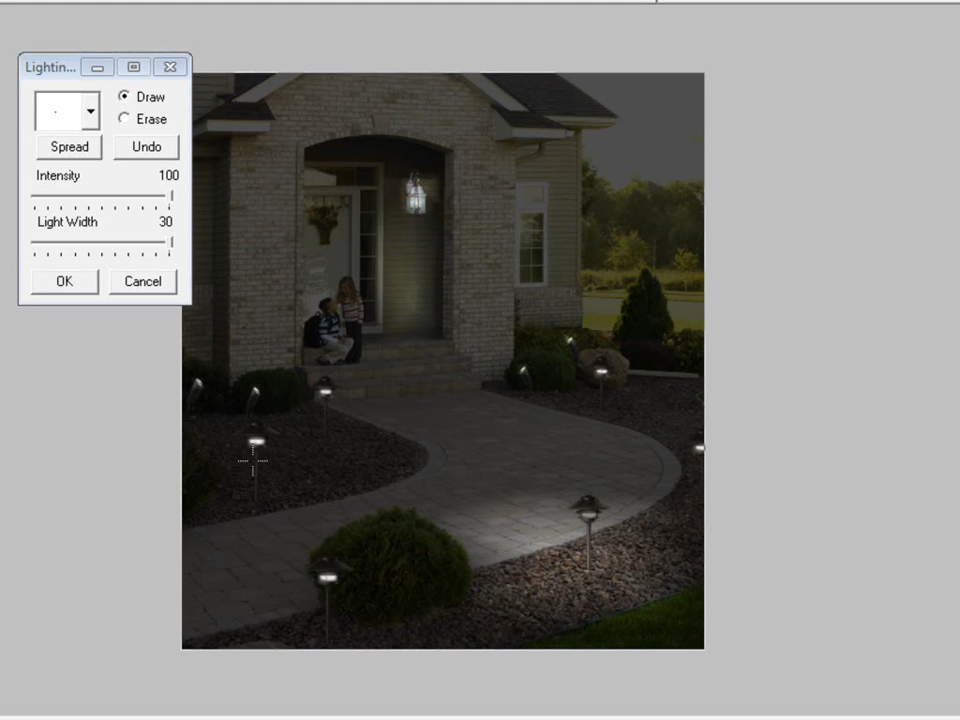 Lightin...
Draw
Erase
Spread
Undo
Intensity
100
Light Width
30
OK
Cancel